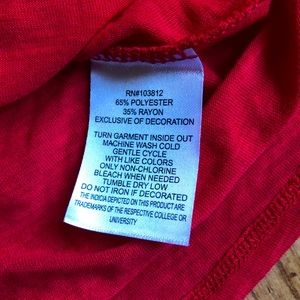 RN#103812
65% POLYESTER
35% RAYON
EXCLUSIVE OF DECORATION
TURN GARMENT INSIDE OUT
MACHINE WASH COLD
GENTLE CYCLE
WITH LIKE COLORS
ONLY NON-CHLORINE
BLEACH WHEN NEEDED
TUMBLE DRY LOW
DO NOT IRON IF DECORATED
THE INDICIA DEPICTED ON THIS PRODUCT ARE
TRADEMARKS OF THE RESPECTIVE COLLEGE OR
UNIVERSITY